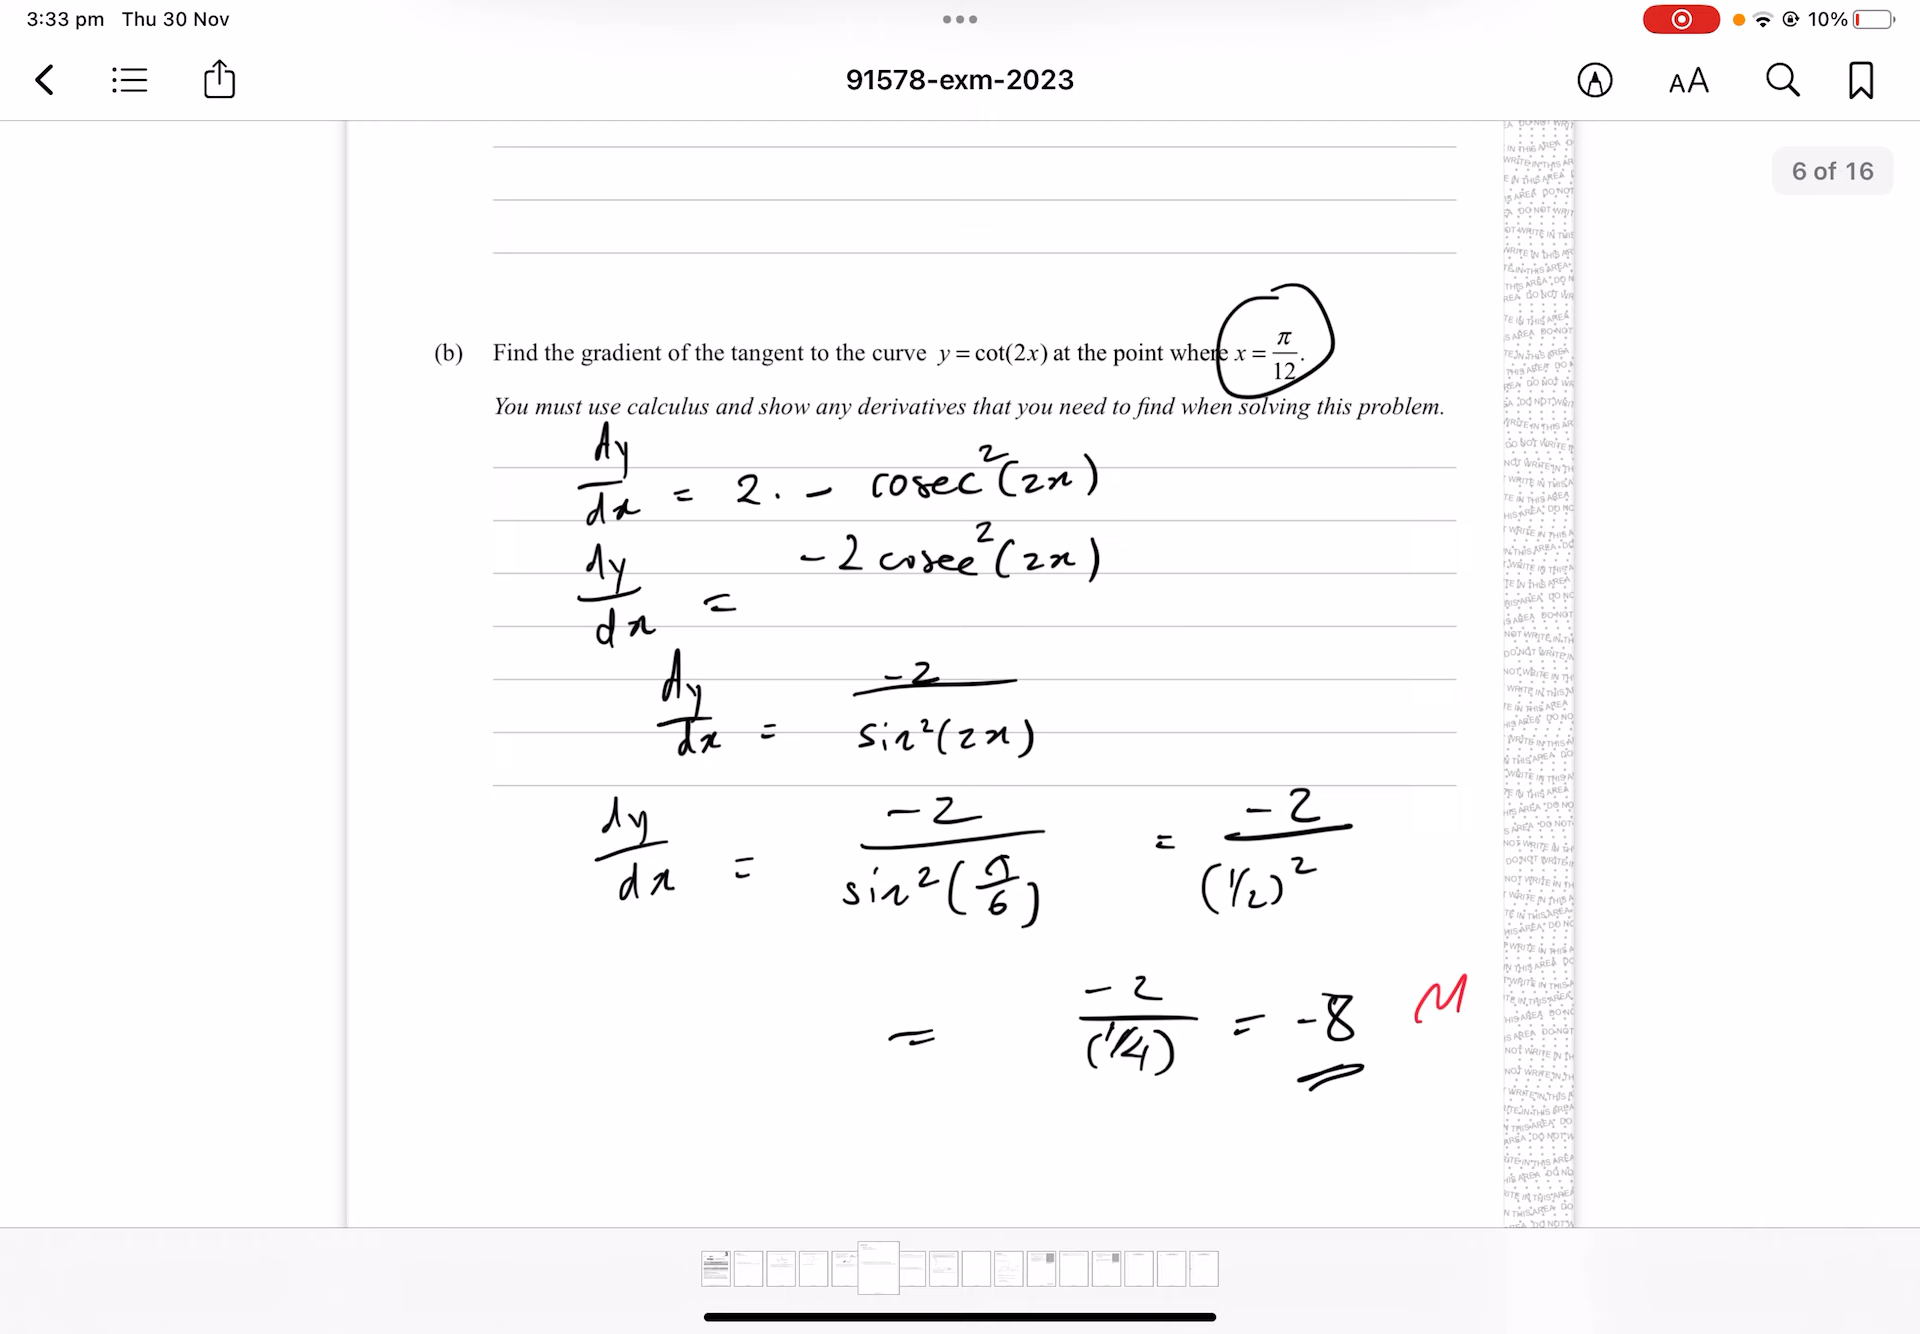 3:33 pm Thu 30 Nov
10%
91578-exm-2023
AA
6 of 16
(b) Find the gradient of the tangent to the curve y = cot(2x) at the point where x = π/12.
You must use calculus and show any derivatives that you need to find when solving this problem.
dy/dx = 2. - cosec²(2x)
dy/dx = -2 cosec²(2x)
dy/dx = -2/sin²(2x)
dy/dx = -2/sin²(π/6) = -2/(1/2)²
= -2/(1/4) = -8 M